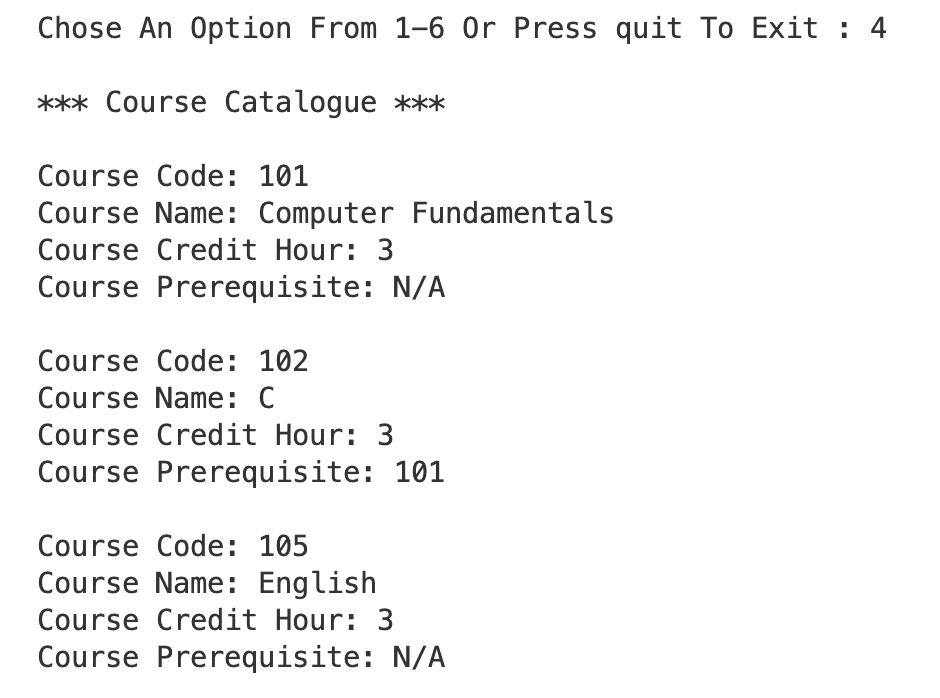 Chose An Option From 1-6 Or Press quit To Exit : 4
*** Course Catalogue ***
Course Code: 101
Course Name: Computer Fundamentals
Course Credit Hour: 3
Course Prerequisite: N/A
Course Code: 102
Course Name: C
Course Credit Hour: 3
Course Prerequisite: 101
Course Code: 105
Course Name: English
Course Credit Hour: 3
Course Prerequisite: N/A